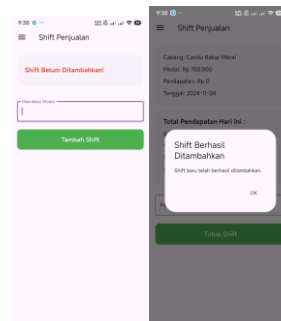 9:38
Shift Penjualan
Shift Belum Ditambahkan!
Masukan Modal
Tambah Shift
9:38
Shift Penjualan
Cabang: Candu Bakar Merai
Modal: Rp 150.000
Pendapatan: Rp 0
Tanggal: 2024-11-04
Total Pendapatan Hari Ini :
Shift Berhasil
Ditambahkan
Shift baru telah berhasil ditambahkan.
OK
Tutup Shift